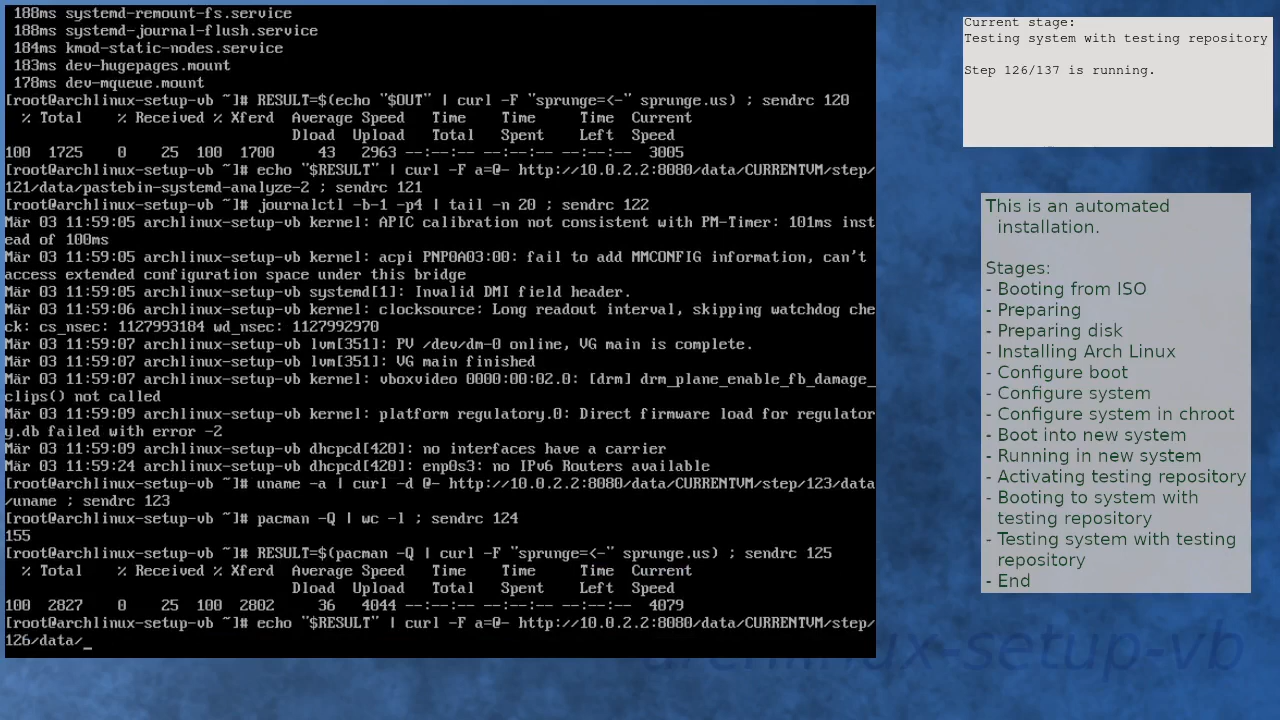 188ms systemd-remount-fs.service
188ms systemd-journal-flush.service
184ms kmod-static-nodes.service
183ms dev-hugepages.mount
178ms dev-mqueue.mount
[root@archlinux-setup-vb ~]# RESULT=$(echo "$OUT" | curl -F "sprunge=<-" sprunge.us) ; sendrc 120
% Total % Received % Xferd Average Speed Time Time Time Current
Dload Upload Total Spent Left Speed
100 1725 0 25 100 1700 43 2963 --:--:-- --:--:-- --:--:-- 3005
[root@archlinux-setup-vb ~]# echo "$RESULT" | curl -F a=@- http://10.0.2.2:8080/data/CURRENTVM/step/
121/data/pastebin-systemd-analyze-2 ; sendrc 121
[root@archlinux-setup-vb ~]# journalctl -b-1 -p4 | tail -n 20 ; sendrc 122
Mär 03 11:59:05 archlinux-setup-vb kernel: APIC calibration not consistent with PM-Timer: 101ms inst
ead of 100ms
Mär 03 11:59:05 archlinux-setup-vb kernel: acpi PNP0A03:00: fail to add MMCONFIG information, can't
access extended configuration space under this bridge
Mär 03 11:59:05 archlinux-setup-vb systemd[1]: Invalid DMI field header.
Mär 03 11:59:06 archlinux-setup-vb kernel: clocksource: Long readout interval, skipping watchdog che
ck: cs_nsec: 1127993184 wd_nsec: 1127992970
Mär 03 11:59:07 archlinux-setup-vb lvm[351]: PV /dev/dm-0 online, VG main is complete.
Mär 03 11:59:07 archlinux-setup-vb lvm[351]: VG main finished
Mär 03 11:59:07 archlinux-setup-vb kernel: vboxvideo 0000:00:02.0: [drm] drm_plane_enable_fb_damage_
clips() not called
Mär 03 11:59:09 archlinux-setup-vb kernel: platform regulatory.0: Direct firmware load for regulator
y.db failed with error -2
Mär 03 11:59:09 archlinux-setup-vb dhcpcd[420]: no interfaces have a carrier
Mär 03 11:59:24 archlinux-setup-vb dhcpcd[420]: enp0s3: no IPv6 Routers available
[root@archlinux-setup-vb ~]# uname -a | curl -d @- http://10.0.2.2:8080/data/CURRENTVM/step/123/data
/uname ; sendrc 123
[root@archlinux-setup-vb ~]# pacman -Q | wc -l ; sendrc 124
155
[root@archlinux-setup-vb ~]# RESULT=$(pacman -Q | curl -F "sprunge=<-" sprunge.us) ; sendrc 125
% Total % Received % Xferd Average Speed Time Time Time Current
Dload Upload Total Spent Left Speed
100 2827 0 25 100 2802 36 4044 --:--:-- --:--:-- --:--:-- 4079
[root@archlinux-setup-vb ~]# echo "$RESULT" | curl -F a=@- http://10.0.2.2:8080/data/CURRENTVM/step/
126/data/_
Current stage:
Testing system with testing repository
Step 126/137 is running.
This is an automated
installation.
Stages:
- Booting from ISO
- Preparing
- Preparing disk
- Installing Arch Linux
- Configure boot
- Configure system
- Configure system in chroot
- Boot into new system
- Running in new system
- Activating testing repository
- Booting to system with
testing repository
- Testing system with testing
repository
- End
archlinux-setup-vb